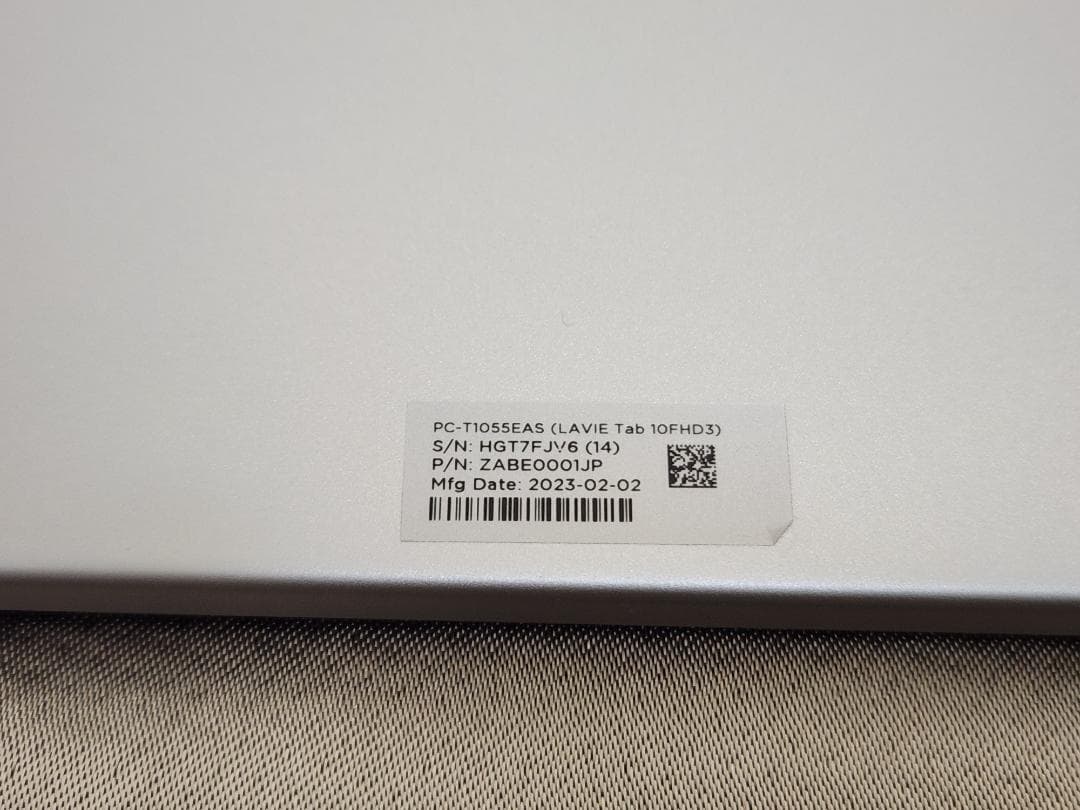 PC-T1055EAS (LAVIE Tab 10FHD3)
S/N: HGT7FJV6 (14)
P/N: ZABE0001JP
Mfg Date: 2023-02-02